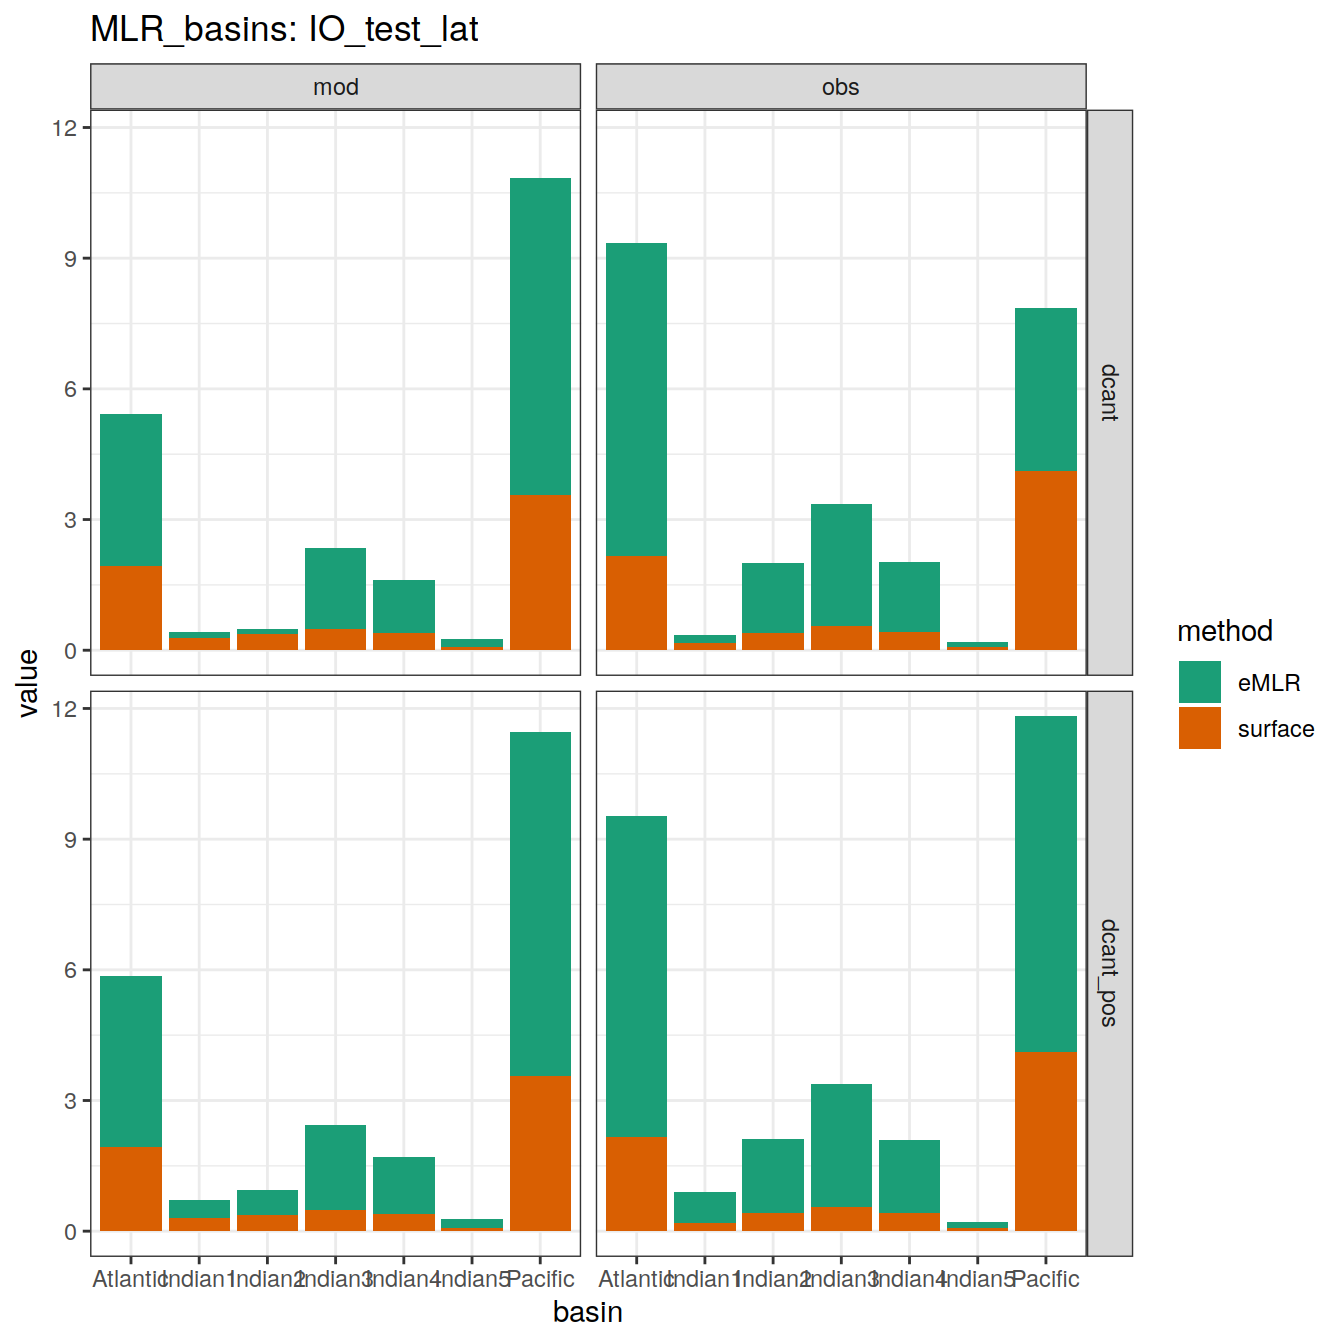 MLR_basins: IO_test_lat
mod
obs
12
9
6
3
0
dcant
12
9
6
3
0
dcant_pos
value
Atlantic Indian1 Indian2 Indian3 Indian4 Indian5 Pacific
Atlantic Indian1 Indian2 Indian3 Indian4 Indian5 Pacific
basin
method
eMLR
surface